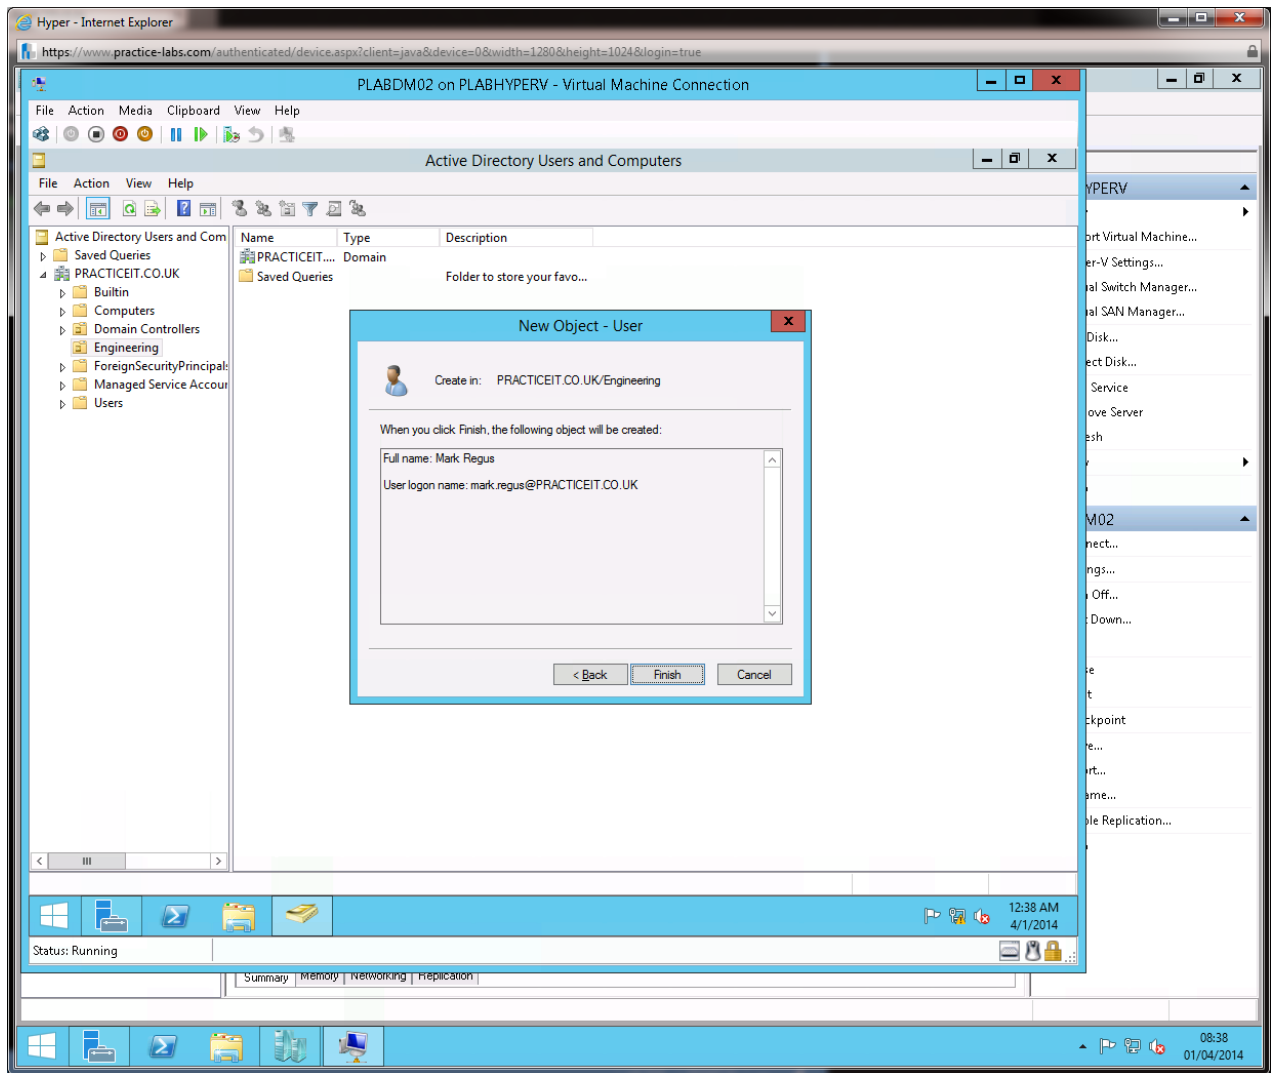 Hyper - Internet Explorer
https://www.practice-labs.com/authenticated/device.aspx?client=java&device=0&width=1280&height=1024&login=true
PLABDM02 on PLABHYPERV - Virtual Machine Connection
File Action Media Clipboard View Help
Active Directory Users and Computers
File Action View Help
Active Directory Users and Com
Saved Queries
PRACTICEIT.CO.UK
Builtin
Computers
Domain Controllers
Engineering
ForeignSecurityPrincipals
Managed Service Accour
Users
Name Type Description
PRACTICEIT.... Domain
Saved Queries Folder to store your favo...
New Object - User
Create in: PRACTICEIT.CO.UK/Engineering
When you click Finish, the following object will be created:
Full name: Mark Regus
User logon name: mark.regus@PRACTICEIT.CO.UK
< Back Finish Cancel
YPERV
ort Virtual Machine...
er-V Settings...
ual Switch Manager...
ual SAN Manager...
Disk...
ect Disk...
Service
ove Server
esh
M02
nect...
ngs...
Off...
Down...
se
t
ckpoint
e...
ort...
ame...
ble Replication...
12:38 AM
4/1/2014
Status: Running
Summary Memory Networking Replication
08:38
01/04/2014